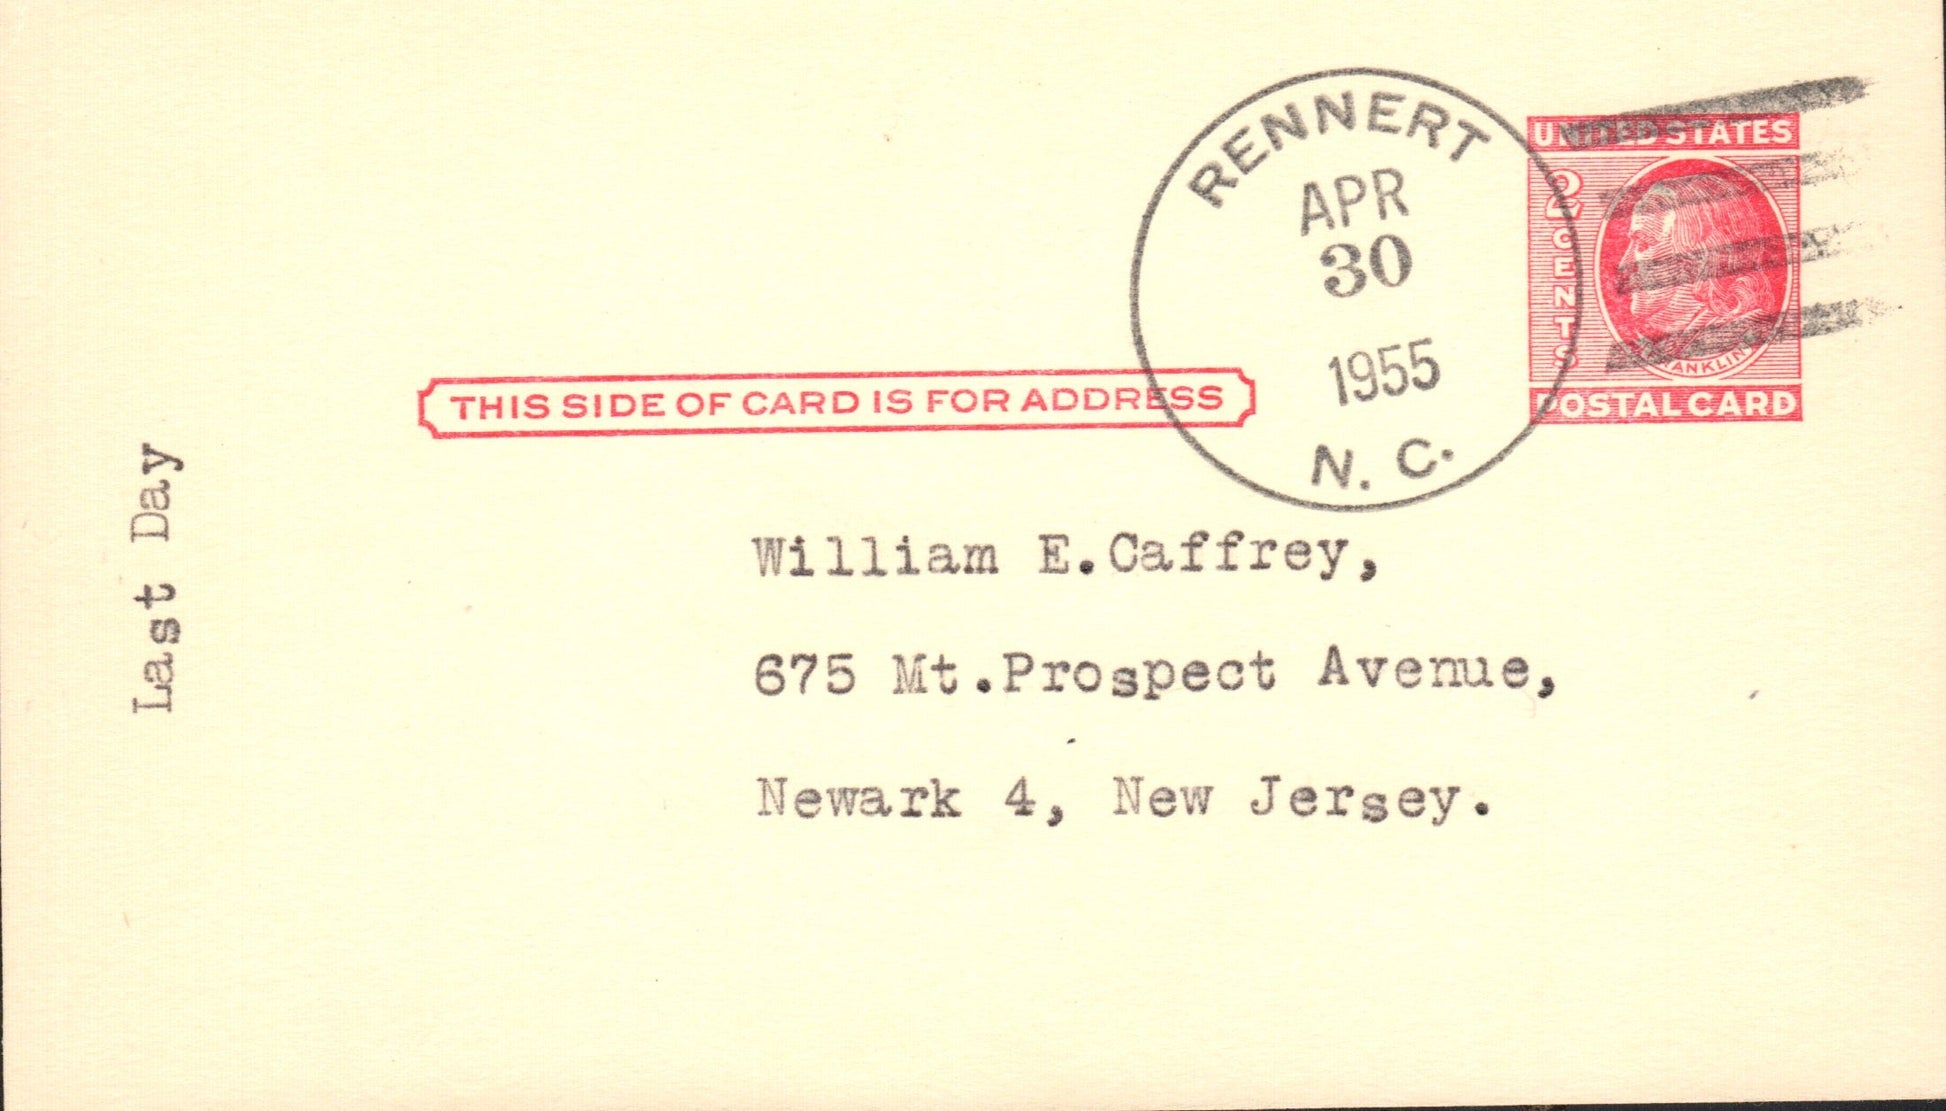 RENNERT
APR
30
1955
N. C.
UNITED STATES
2 CENTS
FRANKLIN
POSTAL CARD
THIS SIDE OF CARD IS FOR ADDRESS
Last Day
William E.Caffrey,
675 Mt.Prospect Avenue,
Newark 4, New Jersey.